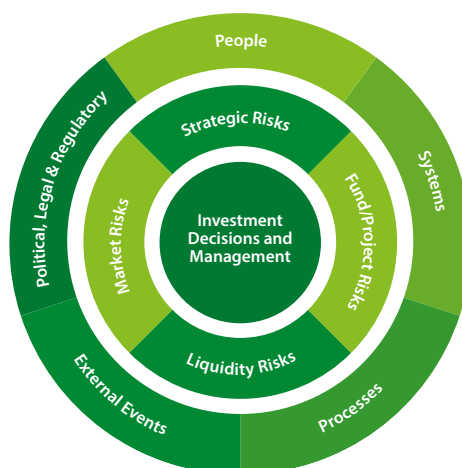 People
Strategic Risks
Political, Legal & Regulatory
Systems
Market Risks
Investment
Decisions and
Management
Fund/Project Risks
Liquidity Risks
External Events
Processes